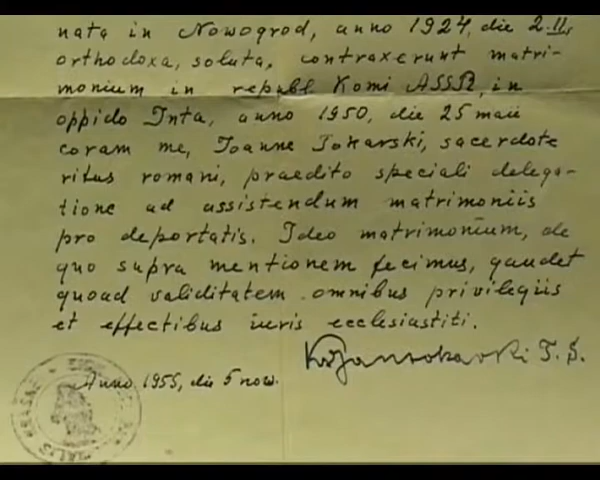 nata in Nowogrod, anno 1924, die 2.II,
orthodoxa, soluta, contraxerunt matri-
monium in republ Komi ASSR, in
oppido Inta, anno 1950, die 25 maii
coram me, Joanne Tokarski, sacerdote
ritus romani, praedito speciali delega-
tione ad assistendum matrimoniis
pro deportatis. Ideo matrimonium, de
quo supra mentionem fecimus, gaudet
quoad validitatem omnibus privilegiis
et effectibus iuris ecclesiastiti.
T. S.
Anno 1955, die 5 now.